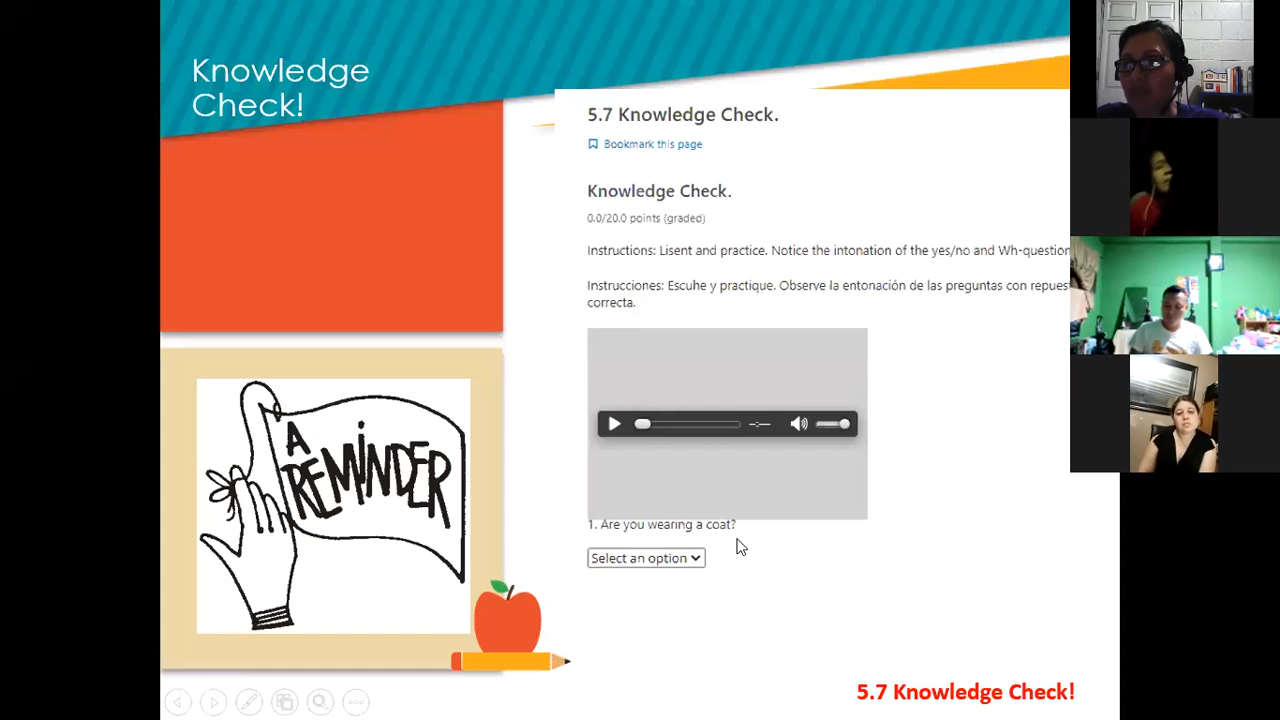 Knowledge
Check!
5.7 Knowledge Check.
Bookmark this page
Knowledge Check.
0.0/20.0 points (graded)
Instructions: Lisent and practice. Notice the intonation of the yes/no and Wh-question
Instrucciones: Escuhe y practique. Observe la entonación de las preguntas con repues
correcta.
A
REMINDER
1. Are you wearing a coat?
Select an option
5.7 Knowledge Check!